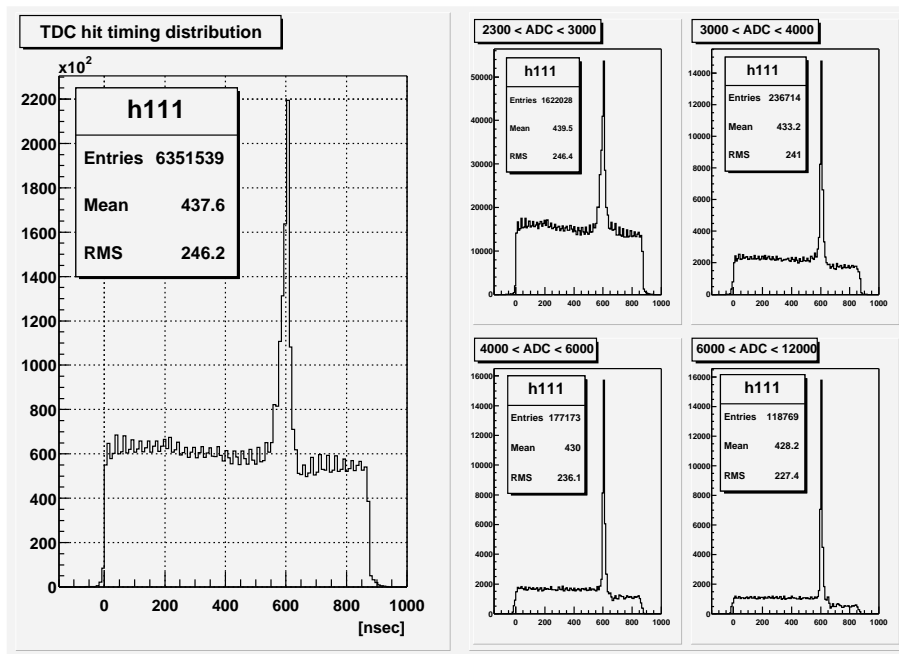 TDC hit timing distribution
x10²
h111
Entries 6351539
Mean 437.6
RMS 246.2
2200
2000
1800
1600
1400
1200
1000
800
600
400
200
0
0 200 400 600 800 1000
[nsec]
2300 < ADC < 3000
h111
Entries 1622028
Mean 439.5
RMS 246.4
50000
40000
30000
20000
10000
0
0 200 400 600 800 1000
3000 < ADC < 4000
h111
Entries 236714
Mean 433.2
RMS 241
14000
12000
10000
8000
6000
4000
2000
0
0 200 400 600 800 1000
4000 < ADC < 6000
h111
Entries 177173
Mean 430
RMS 236.1
16000
14000
12000
10000
8000
6000
4000
2000
0
0 200 400 600 800 1000
6000 < ADC < 12000
h111
Entries 118769
Mean 428.2
RMS 227.4
16000
14000
12000
10000
8000
6000
4000
2000
0
0 200 400 600 800 1000